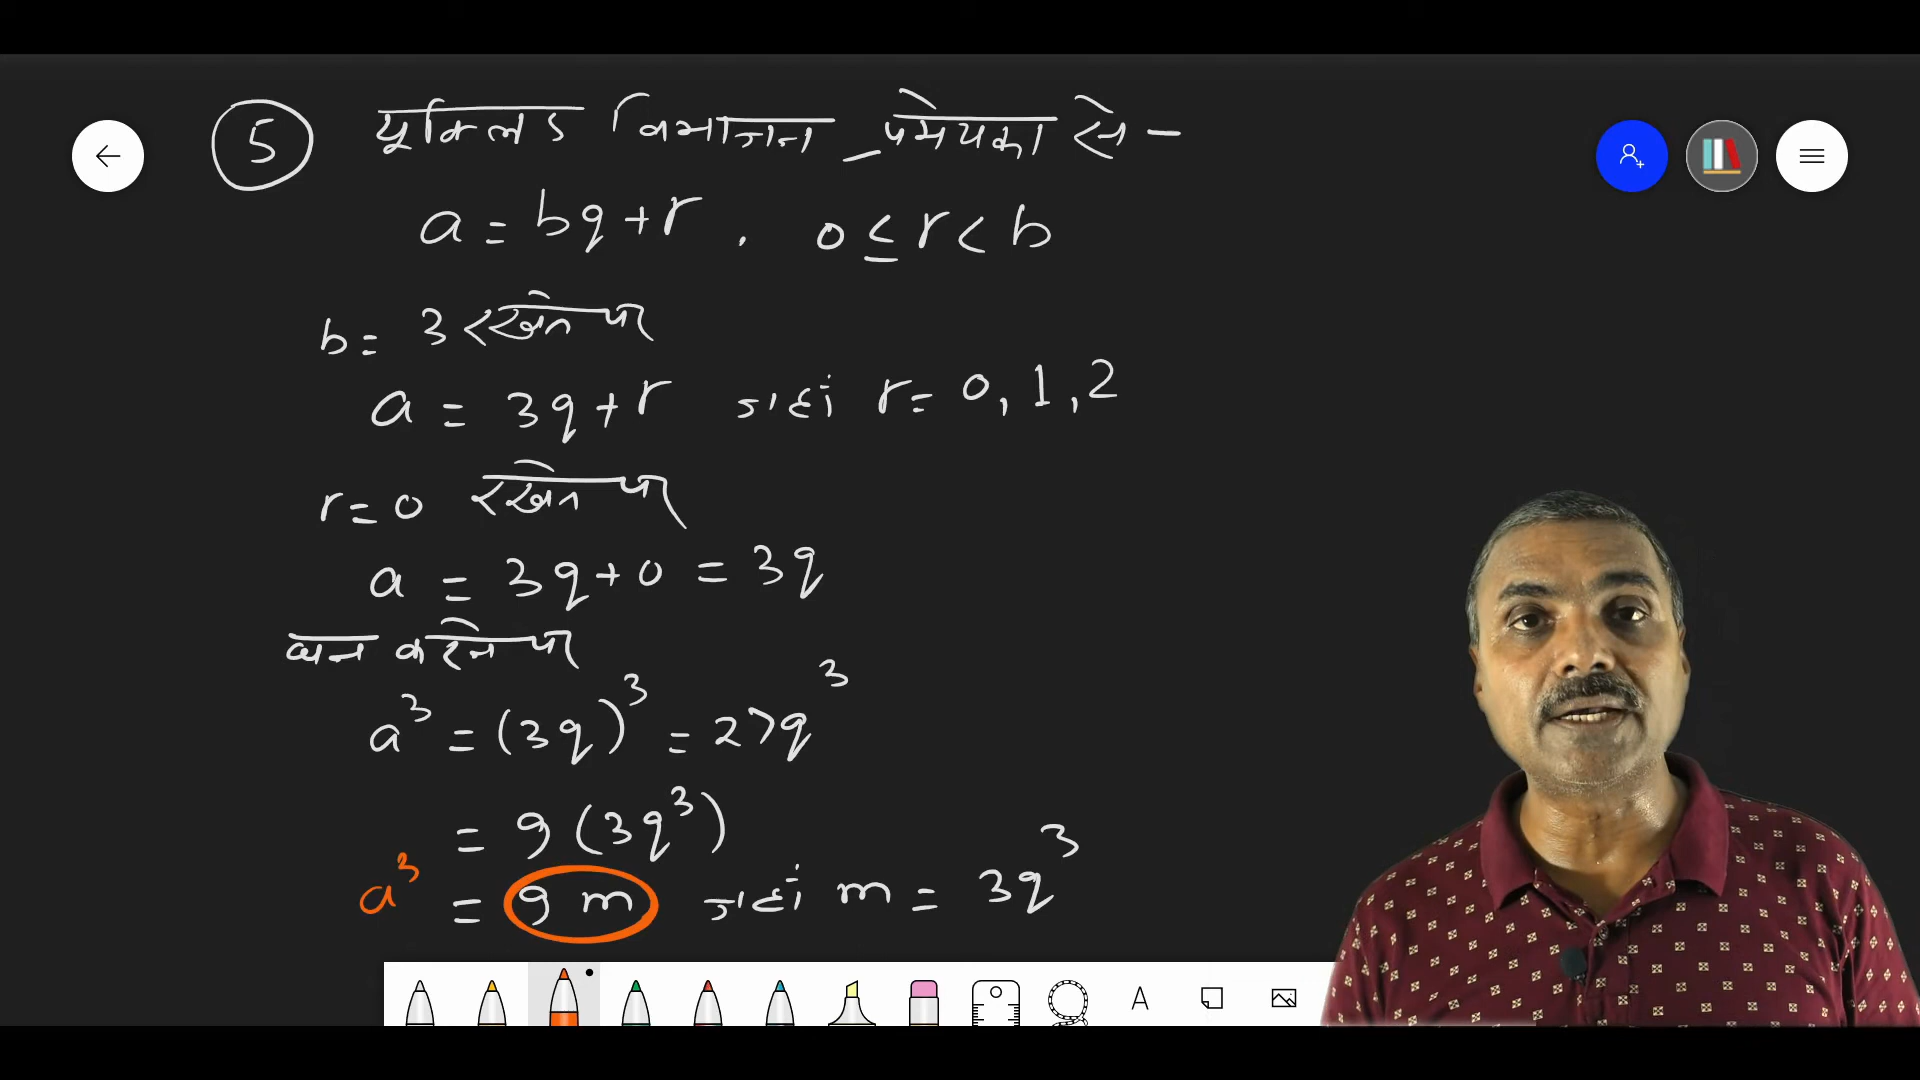 5 यूक्लिड विभाजन प्रमेयिका से -
a = bq + r . 0 ≤ r < b
b = 3 रखने पर
a = 3q + r जहां r = 0, 1, 2
r = 0 रखने पर
a = 3q + 0 = 3q
घन करने पर
a³ = (3q)³ = 27q³
= 9 (3q³)
a³ = 9 m जहां m = 3q³
A